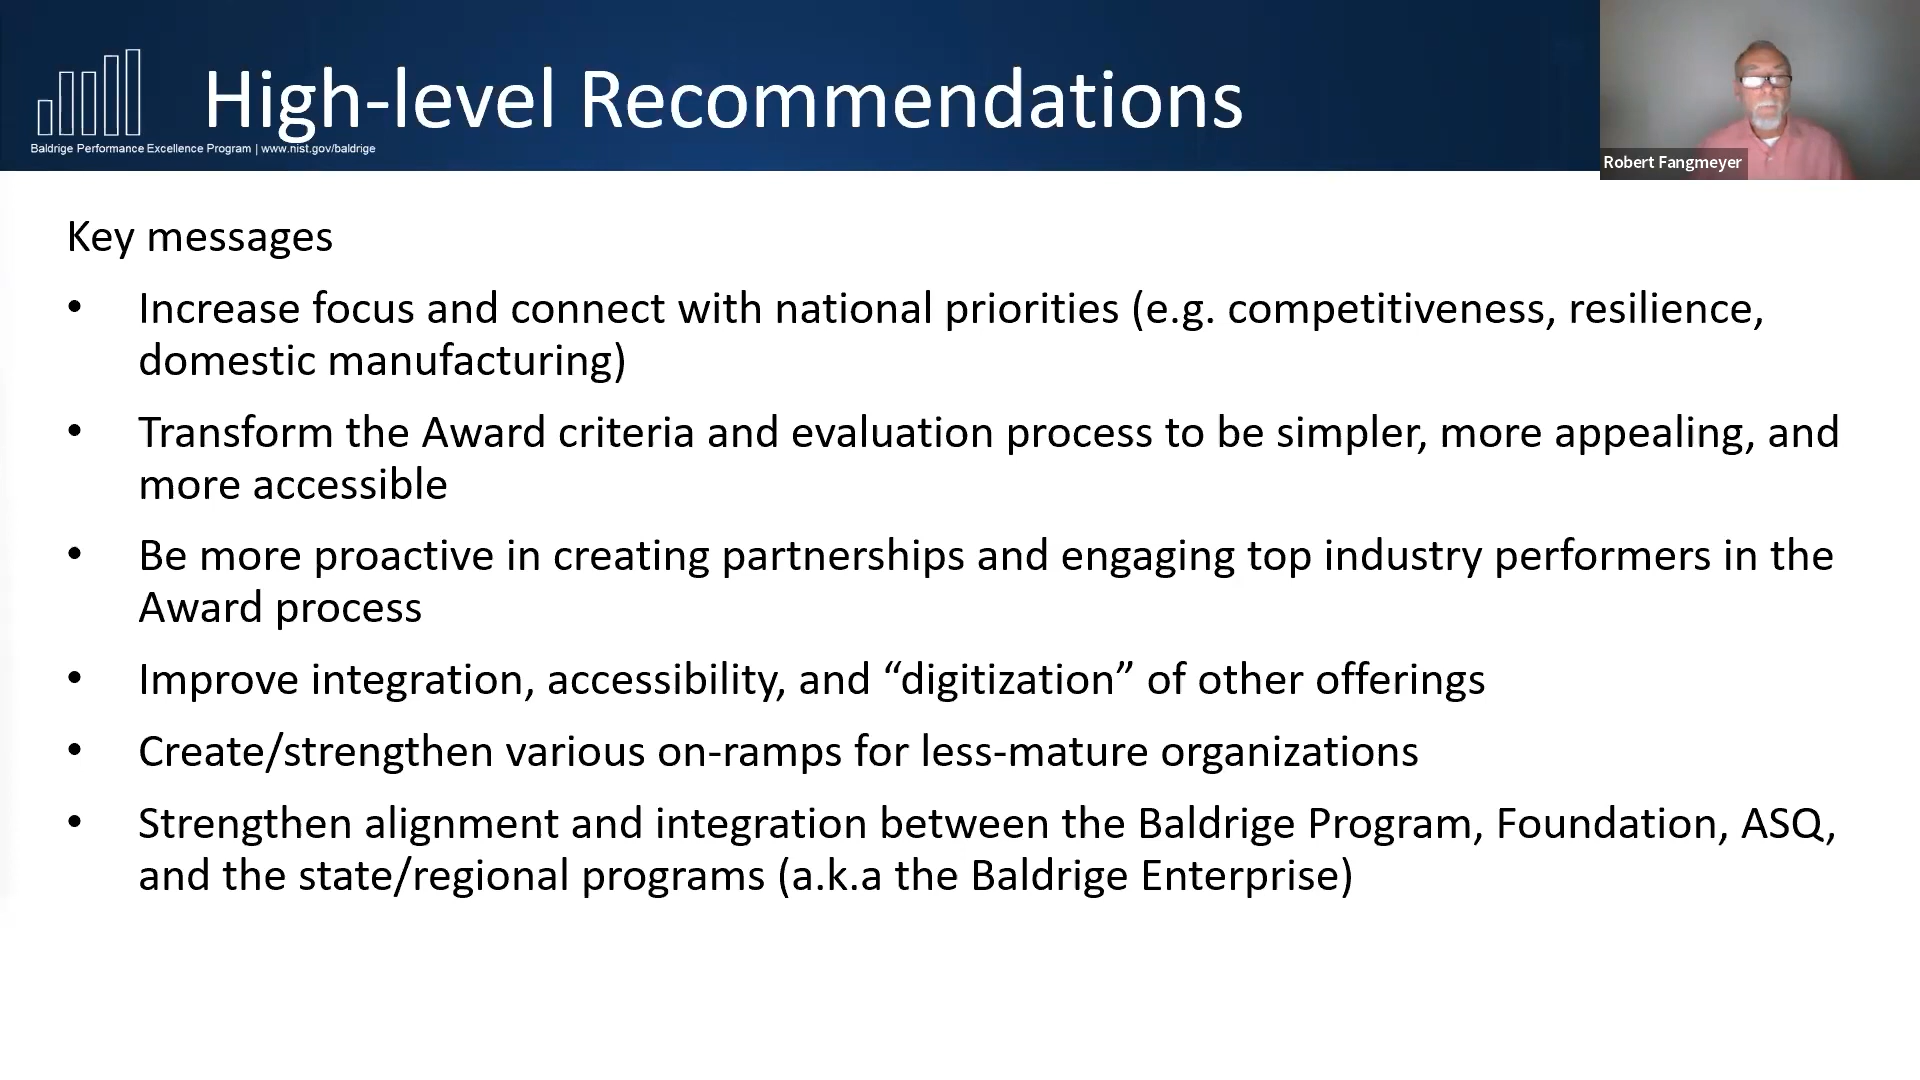 High-level Recommendations
Baldrige Performance Excellence Program | www.nist.gov/baldrige
Robert Fangmeyer
Key messages
• Increase focus and connect with national priorities (e.g. competitiveness, resilience,
domestic manufacturing)
• Transform the Award criteria and evaluation process to be simpler, more appealing, and
more accessible
• Be more proactive in creating partnerships and engaging top industry performers in the
Award process
• Improve integration, accessibility, and “digitization” of other offerings
• Create/strengthen various on-ramps for less-mature organizations
• Strengthen alignment and integration between the Baldrige Program, Foundation, ASQ,
and the state/regional programs (a.k.a the Baldrige Enterprise)